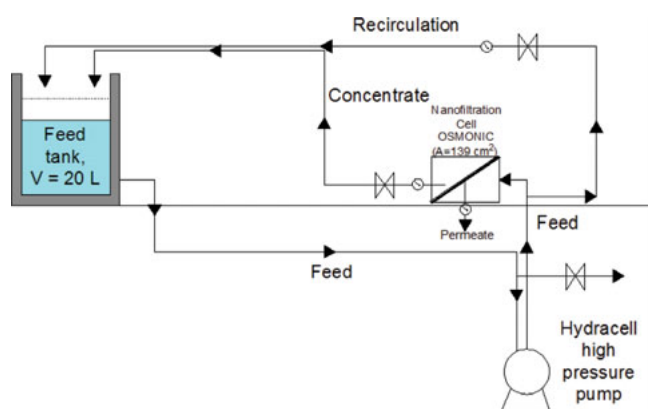 Recirculation
Concentrate
Nanofiltration
Cell
OSMONIC
(A=139 cm²)
Feed
tank,
V = 20 L
Feed
Permeate
Feed
Hydracell
high
pressure
pump